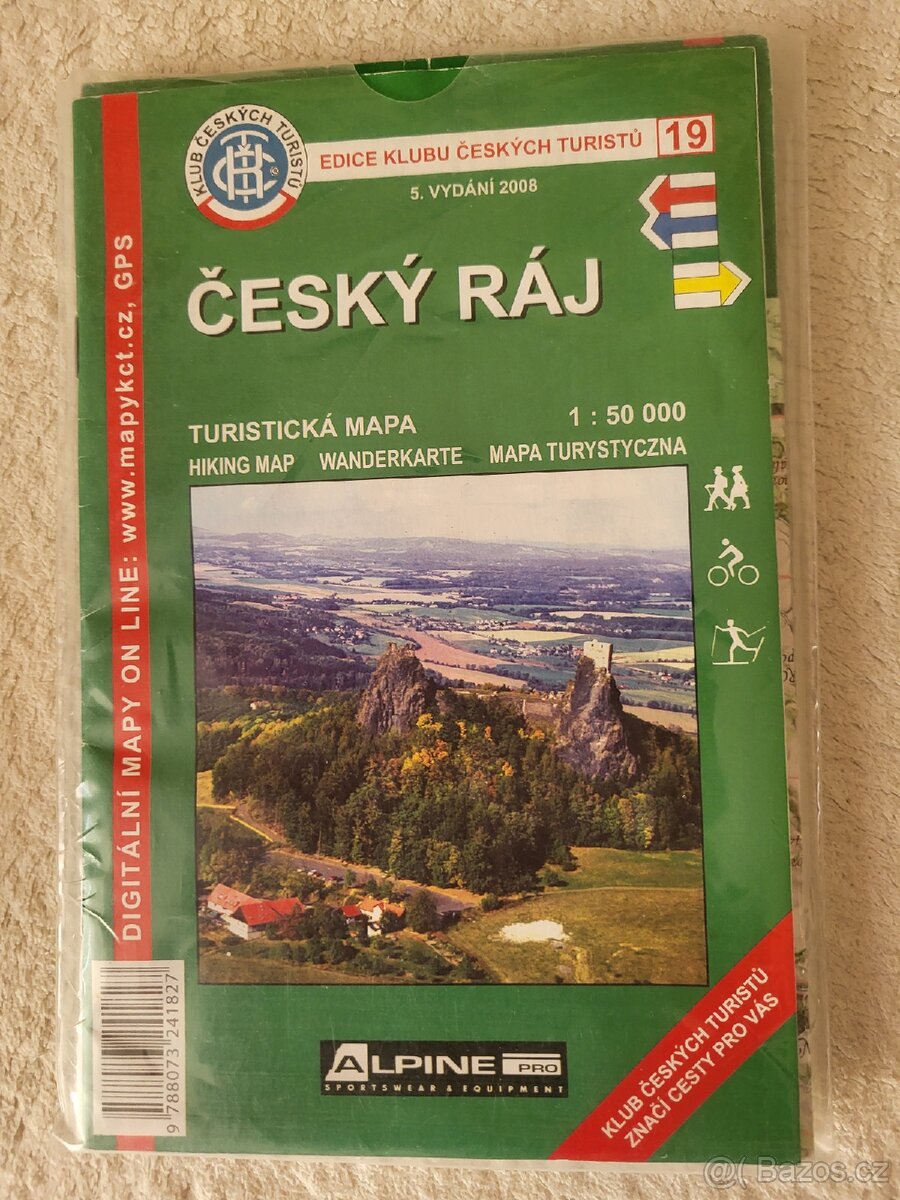 KLUB ČESKÝCH TURISTŮ
EDICE KLUBU ČESKÝCH TURISTŮ 19
5. VYDÁNÍ 2008
ČESKÝ RÁJ
TURISTICKÁ MAPA 1 : 50 000
HIKING MAP WANDERKARTE MAPA TURYSTYCZNA
DIGITÁLNÍ MAPY ON LINE: www.mapykct.cz, GPS
9 788073 241827
ALPINE PRO
SPORTSWEAR & EQUIPMENT
KLUB ČESKÝCH TURISTŮ
ZNAČÍ CESTY PRO VÁS
@( Bazos.cz